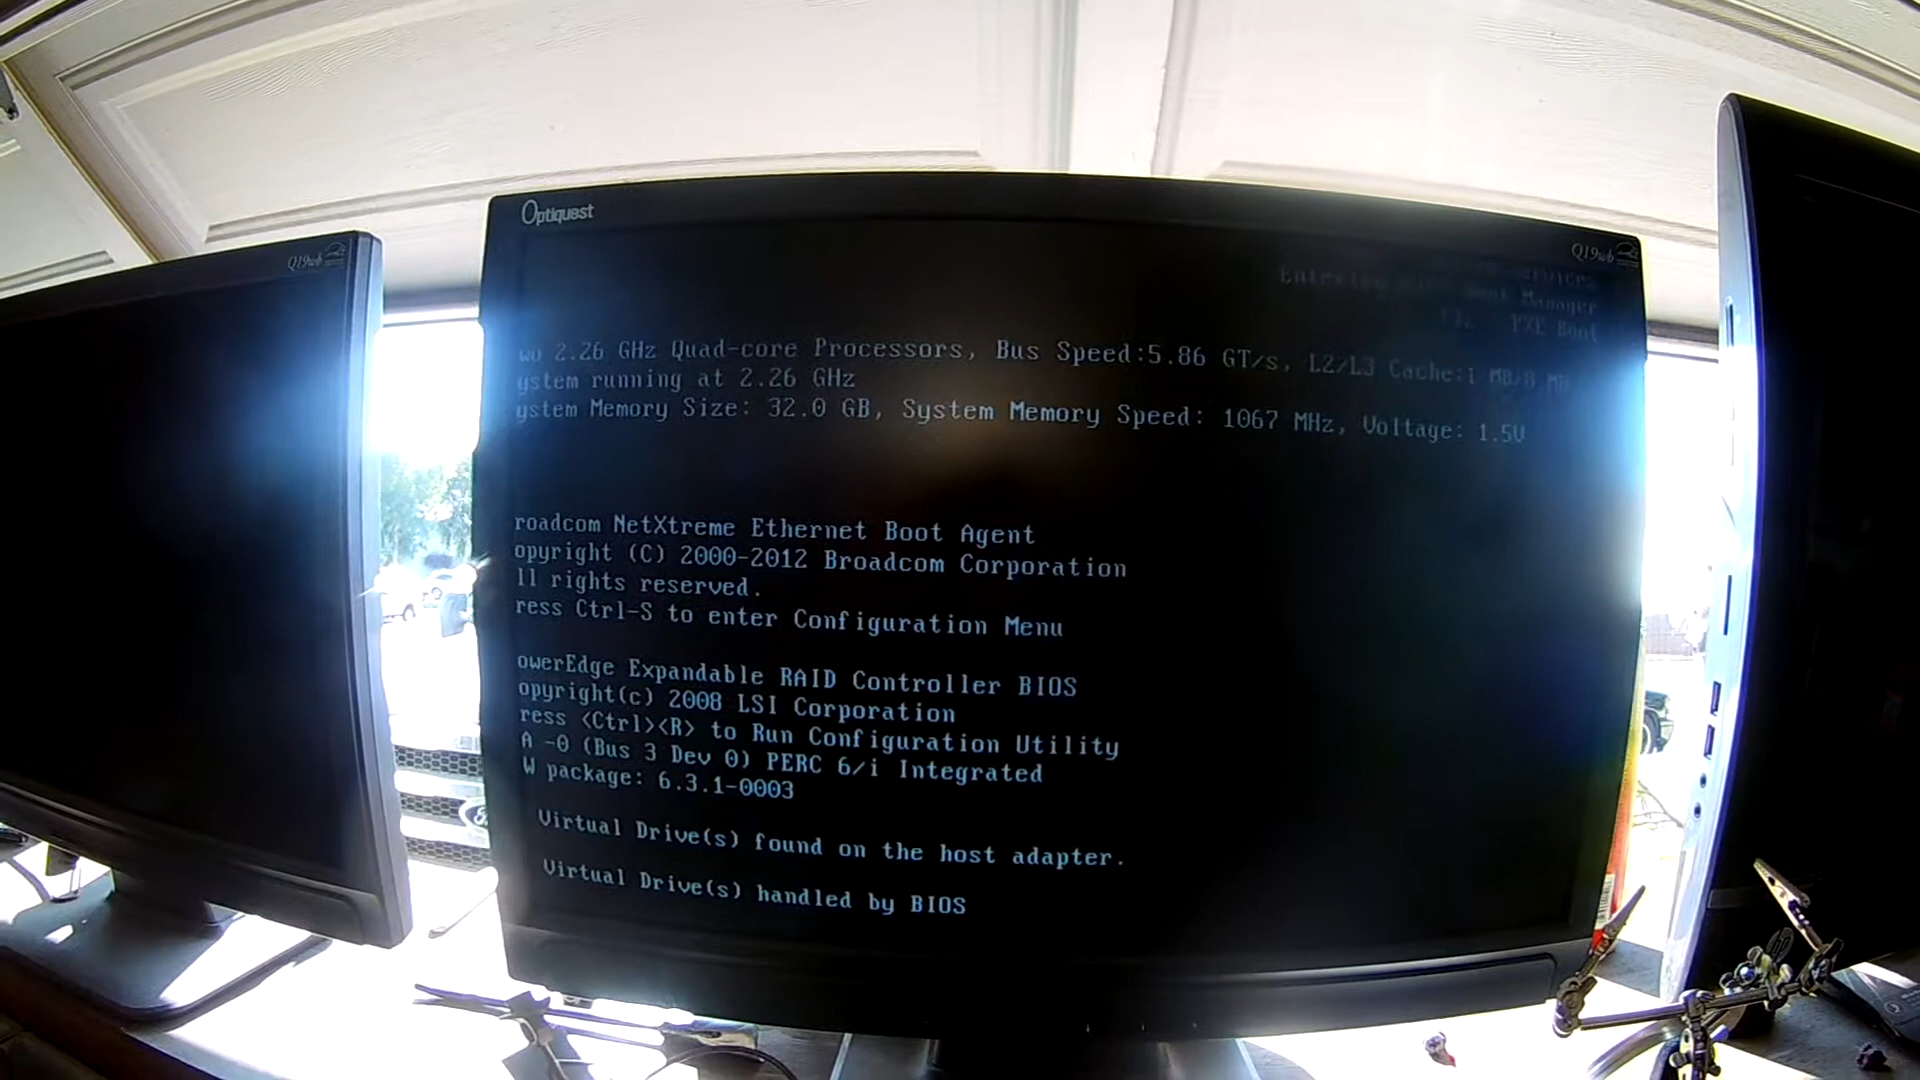 Optiquest
Q19wb
Q19wb
Entering
Boot Manager
PXE Boot
wo 2.26 GHz Quad-core Processors, Bus Speed:5.86 GT/s, L2/L3 Cache:1 MB/8 MB
ystem running at 2.26 GHz
ystem Memory Size: 32.0 GB, System Memory Speed: 1067 MHz, Voltage: 1.5V
roadcom NetXtreme Ethernet Boot Agent
opyright (C) 2000-2012 Broadcom Corporation
ll rights reserved.
ress Ctrl-S to enter Configuration Menu
owerEdge Expandable RAID Controller BIOS
opyright(c) 2008 LSI Corporation
ress <Ctrl><R> to Run Configuration Utility
A -0 (Bus 3 Dev 0) PERC 6/i Integrated
W package: 6.3.1-0003
Virtual Drive(s) found on the host adapter.
Virtual Drive(s) handled by BIOS